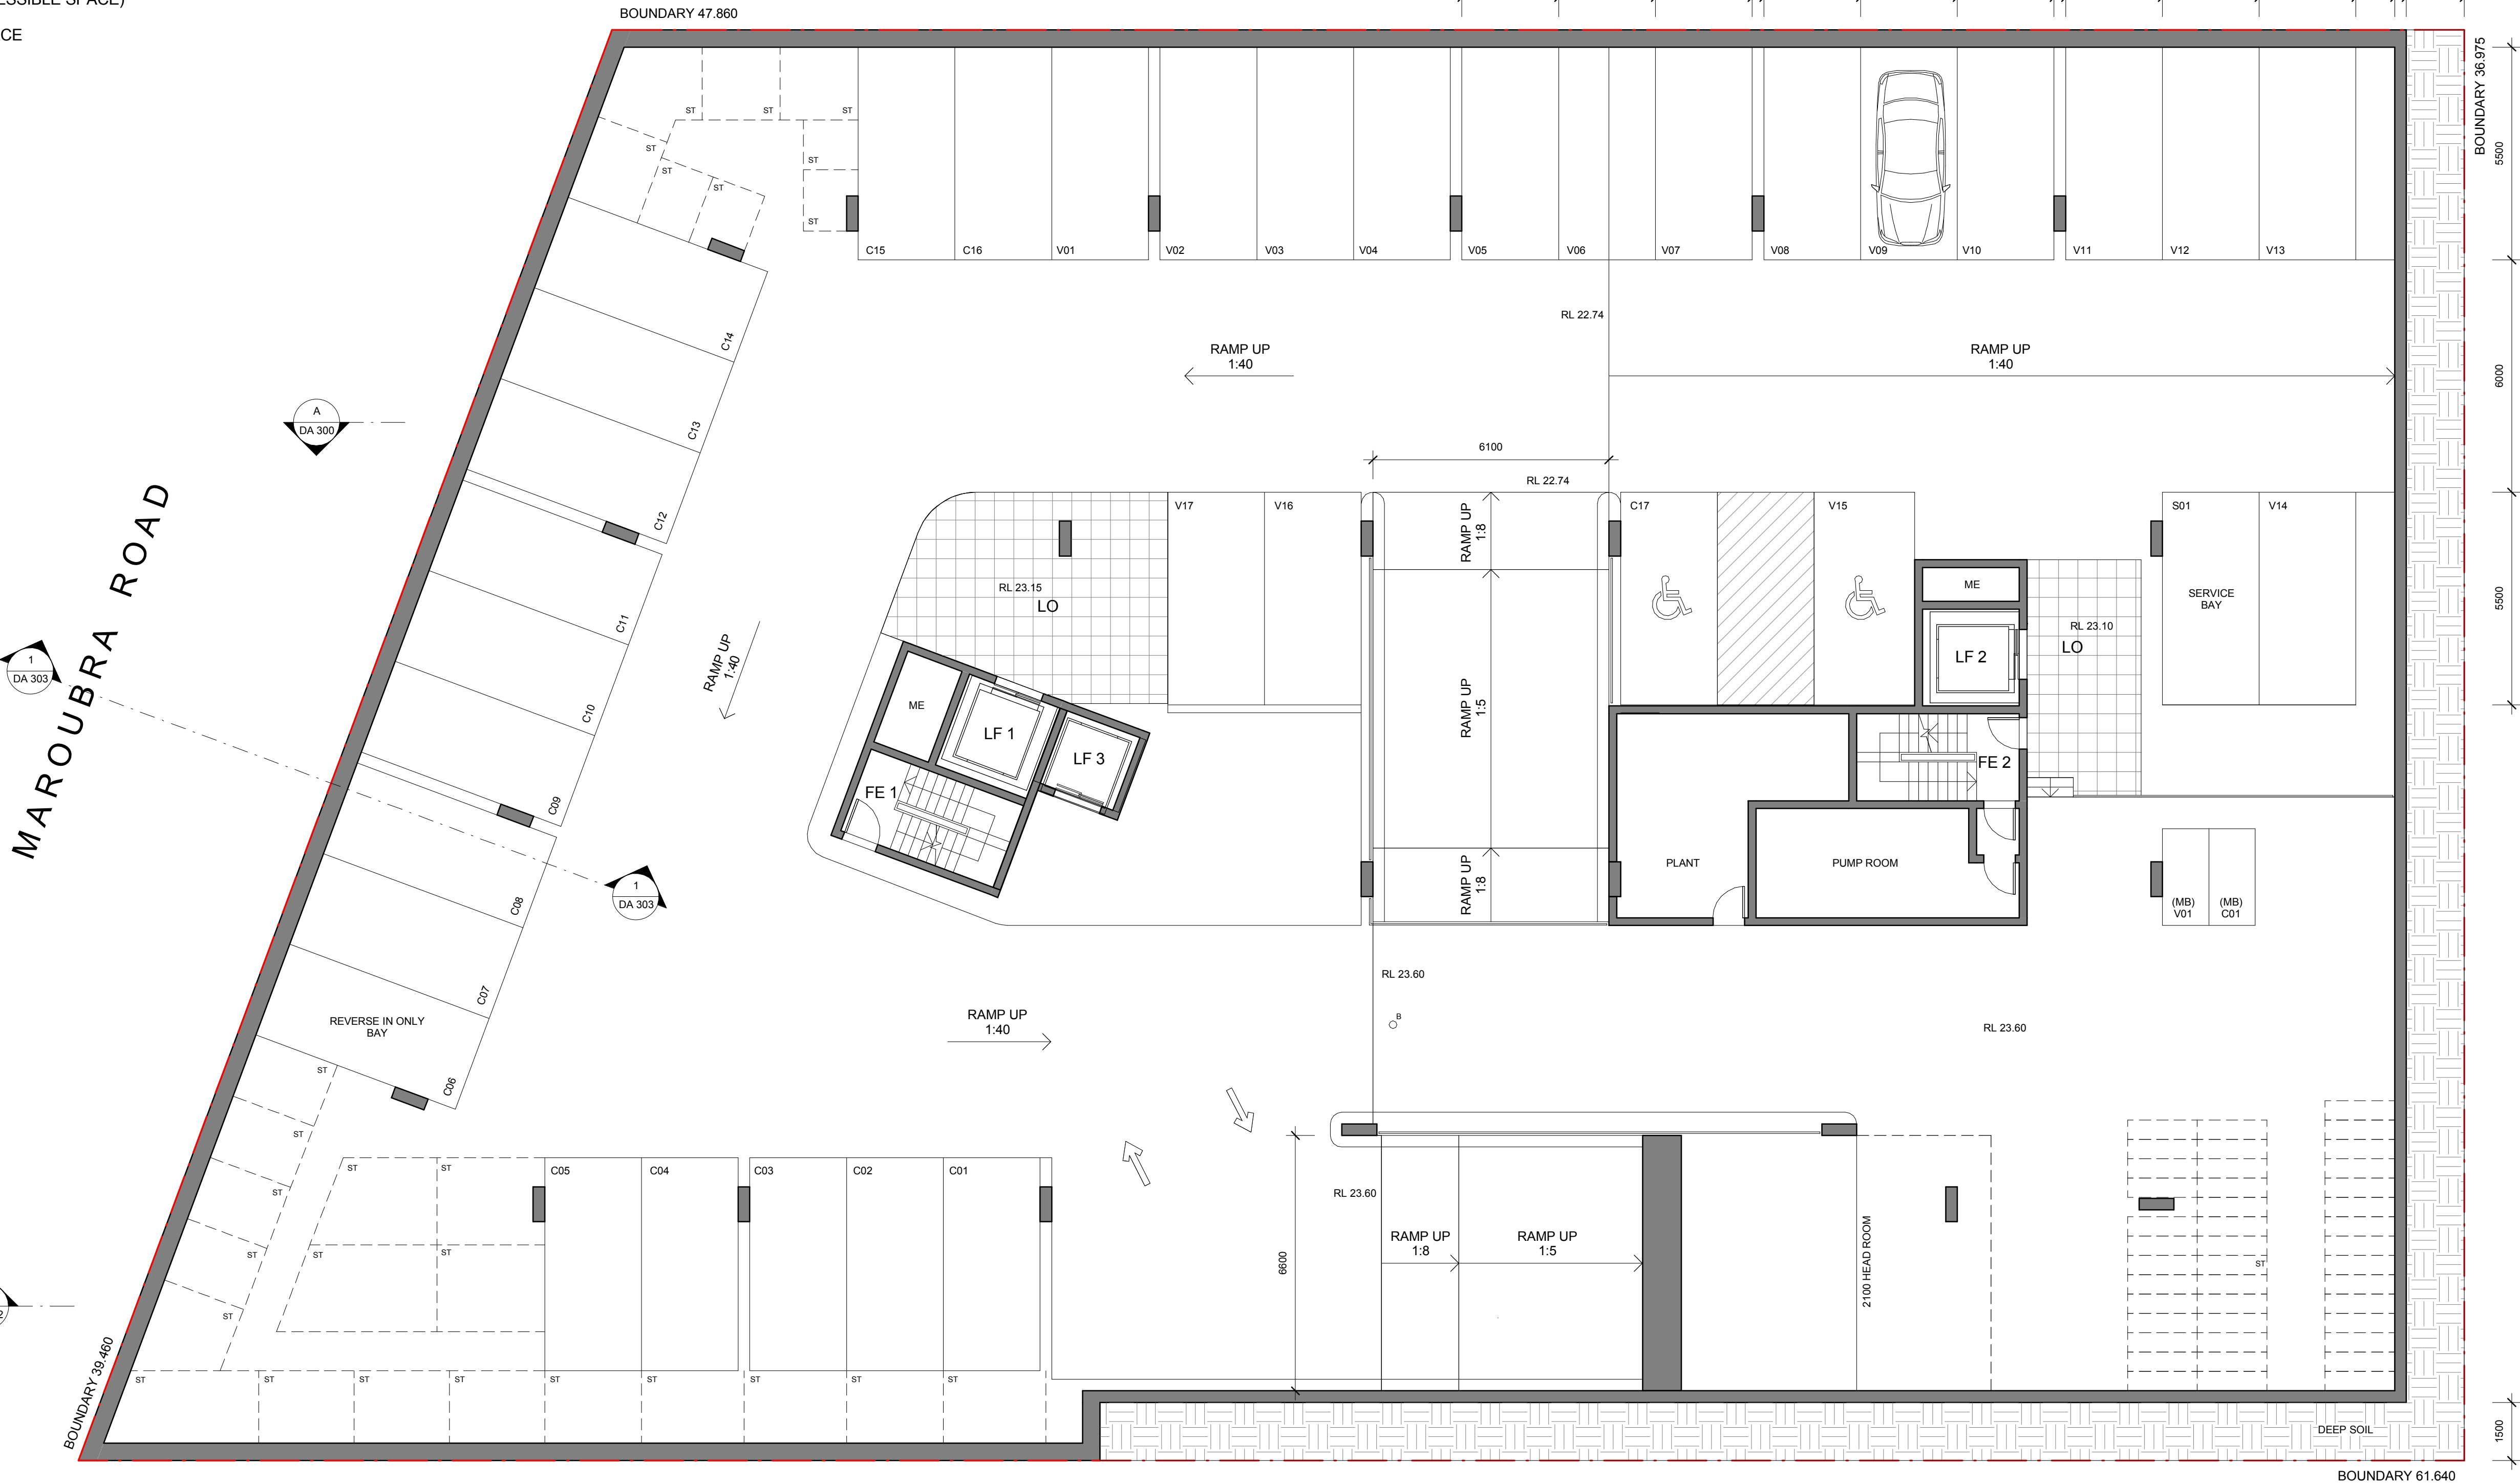 ESSIBLE SPACE)
CE
BOUNDARY 47.860
BOUNDARY 36.975
5500
ST
ST
ST
ST
ST
ST
ST
ST
C15
C16
V01
V02
V03
V04
V05
V06
V07
V08
V09
V10
V11
V12
V13
RL 22.74
RAMP UP
1:40
RAMP UP
1:40
6000
C14
C13
C12
C11
C10
C09
C08
C07
C06
A
DA 300
6100
RL 22.74
V17
V16
RAMP UP
1:8
C17
V15
S01
V14
SERVICE
BAY
5500
MAROUBRA ROAD
1
DA 303
RL 23.15
LO
ME
RL 23.10
LO
LF 2
RAMP UP
1:40
ME
LF 1
LF 3
FE 1
RAMP UP
1:5
FE 2
RAMP UP
1:8
PLANT
PUMP ROOM
(MB)
V01
(MB)
C01
1
DA 303
RL 23.60
B
RL 23.60
RAMP UP
1:40
REVERSE IN ONLY
BAY
ST
ST
ST
ST
ST
ST
ST
ST
ST
C05
C04
C03
C02
C01
RL 23.60
6600
RAMP UP
1:8
RAMP UP
1:5
2100 HEAD ROOM
ST
BOUNDARY 39.460
ST
ST
ST
ST
ST
ST
ST
ST
ST
DEEP SOIL
1500
BOUNDARY 61.640